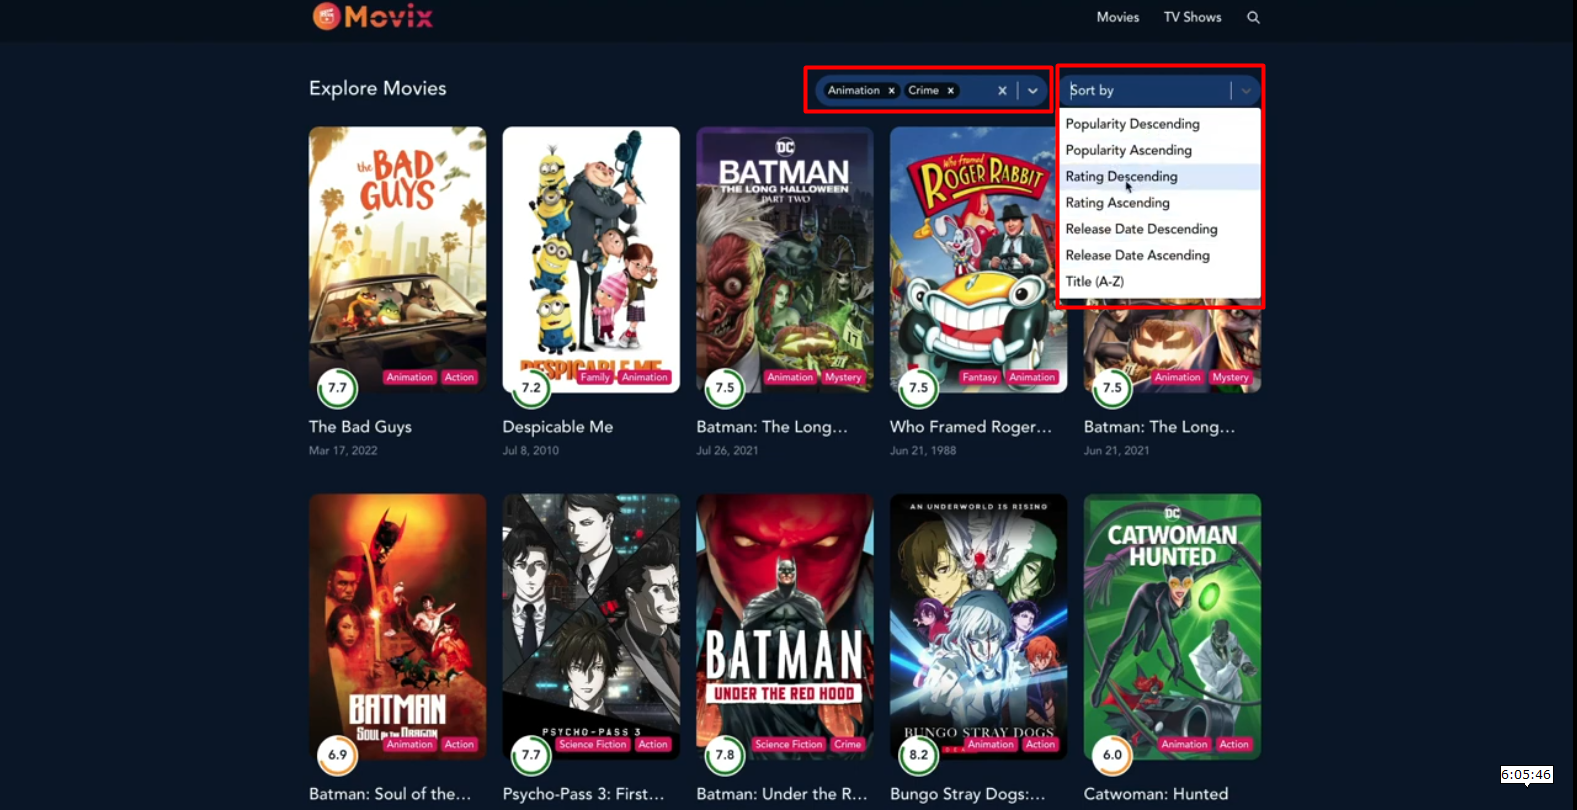 Movix
Movies
TV Shows
Explore Movies
Animation × Crime ×
Sort by
Popularity Descending
Popularity Ascending
Rating Descending
Rating Ascending
Release Date Descending
Release Date Ascending
Title (A-Z)
the BAD
GUYS
7.7
Animation Action
The Bad Guys
Mar 17, 2022
DESPICABLE ME
7.2
Family Animation
Despicable Me
Jul 8, 2010
DC
BATMAN
THE LONG HALLOWEEN
PART TWO
17
7.5
Animation Mystery
Batman: The Long...
Jul 26, 2021
Who Framed
ROGER RABBIT
7.5
Fantasy Animation
Who Framed Roger...
Jun 21, 1988
7.5
Animation Mystery
Batman: The Long...
Jun 21, 2021
BATMAN
SOUL OF THE DRAGON
6.9
Animation Action
Batman: Soul of the...
PSYCHO-PASS 3
7.7
Science Fiction Action
Psycho-Pass 3: First...
BATMAN
UNDER THE RED HOOD
7.8
Science Fiction Crime
Batman: Under the R...
AN UNDERWORLD IS RISING
BUNGO STRAY DOGS
8.2
Animation Action
Bungo Stray Dogs:...
DC
CATWOMAN
HUNTED
6.0
Animation Action
Catwoman: Hunted
6:05:46